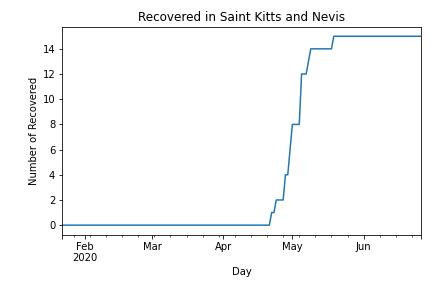 Recovered in Saint Kitts and Nevis
Number of Recovered
14
12
10
8
6
4
2
0
Feb
2020
Mar
Apr
May
Jun
Day